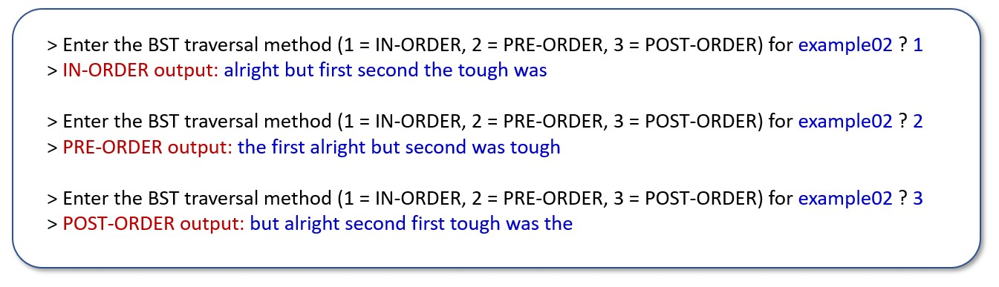 > Enter the BST traversal method (1 = IN-ORDER, 2 = PRE-ORDER, 3 = POST-ORDER) for example02 ? 1
> IN-ORDER output: alright but first second the tough was
> Enter the BST traversal method (1 = IN-ORDER, 2 = PRE-ORDER, 3 = POST-ORDER) for example02 ? 2
> PRE-ORDER output: the first alright but second was tough
> Enter the BST traversal method (1 = IN-ORDER, 2 = PRE-ORDER, 3 = POST-ORDER) for example02 ? 3
> POST-ORDER output: but alright second first tough was the